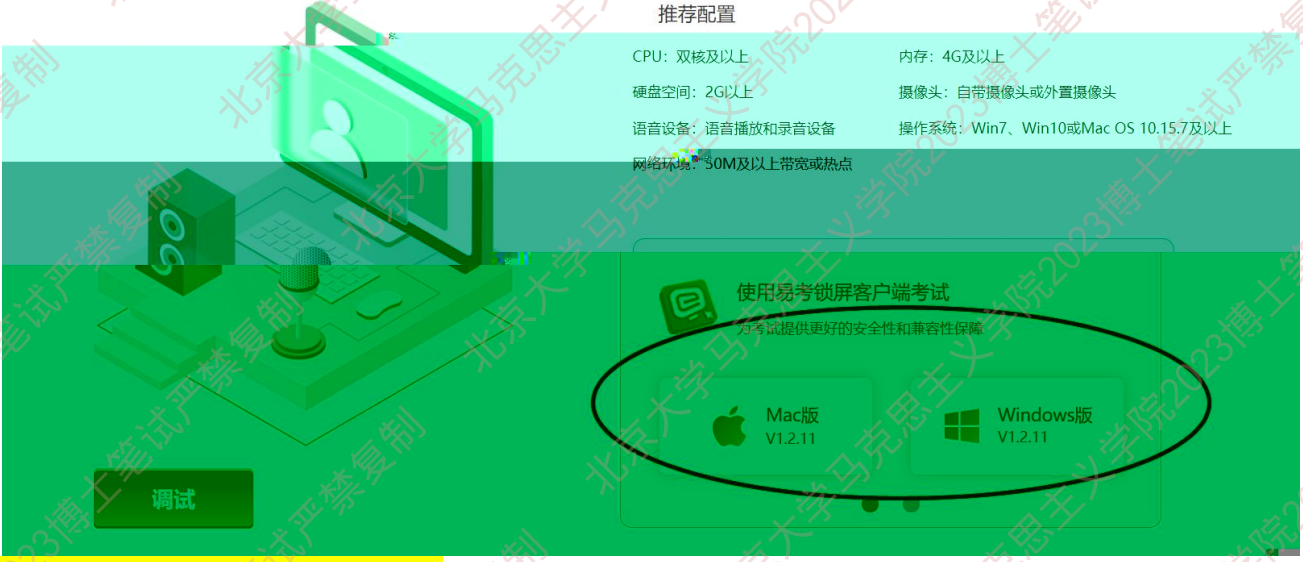 推荐配置
CPU：双核及以上
内存：4G及以上
硬盘空间：2G以上
摄像头：自带摄像头或外置摄像头
语音设备：语音播放和录音设备
操作系统：Win7、Win10或Mac OS 10.15.7及以上
网络环境：50M及以上带宽或热点
使用易考锁屏客户端考试
为考试提供更好的安全性和兼容性保障
Mac版
V1.2.11
Windows版
V1.2.11
调试
北京大学马克思主义学院2023博士笔试严禁复制